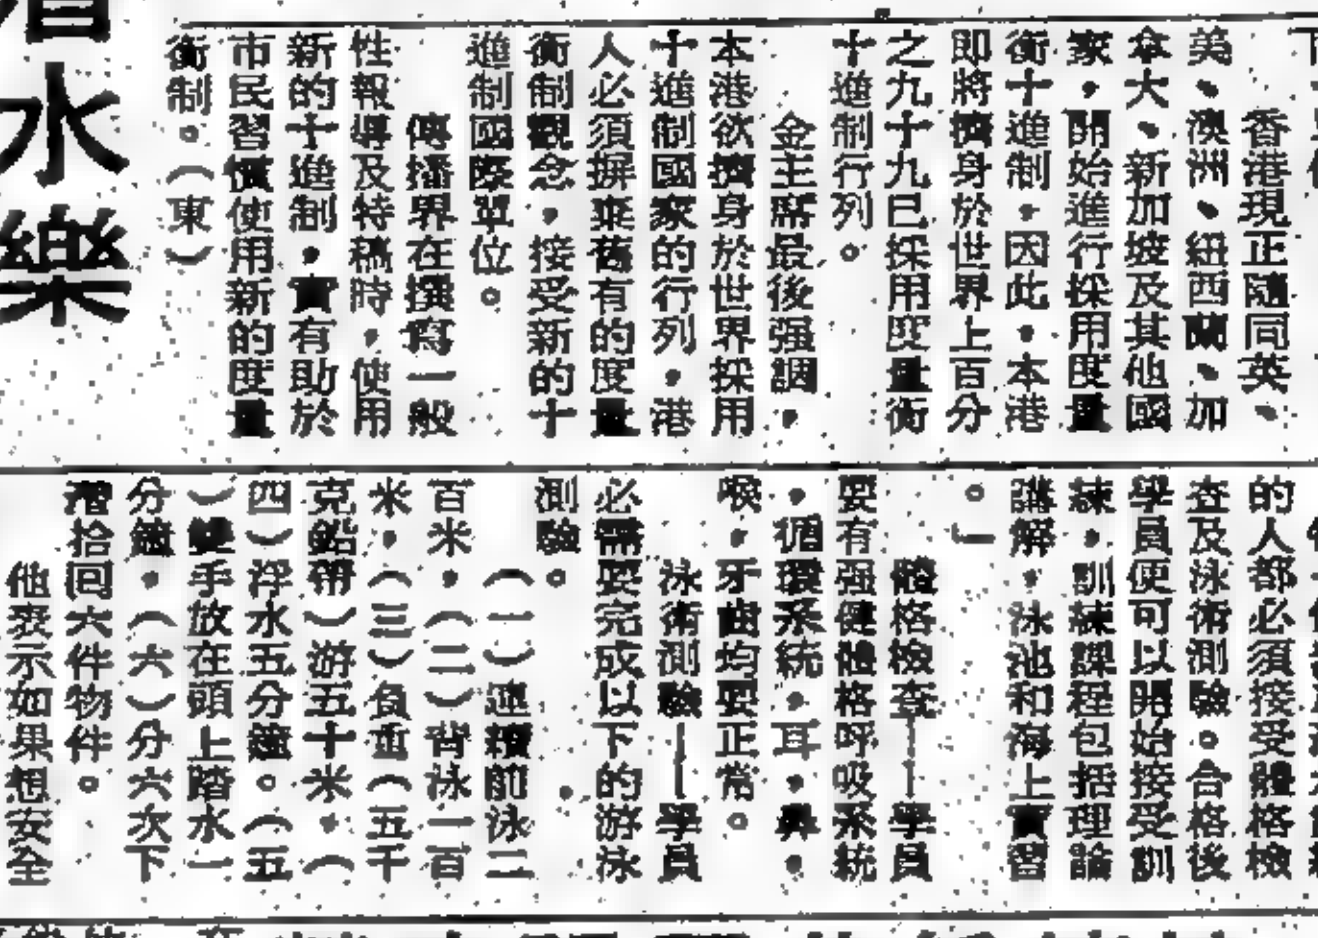 香港現正隨同英、
美、澳洲、紐西蘭、加
拿大、新加坡及其他國
家，開始進行採用度量
衡十進制，因此，本港
即將擠身於世界上百分
之九十九已採用度量衡
十進制行列。
金主席最後强調，
本港欲擠身於世界採用
十進制國家的行列，港
人必須摒棄舊有的度量
衡制觀念，接受新的十
進制國際單位。
傳播界在撰寫一般
性報導及特稿時，使用
新的十進制，實有助於
市民習慣使用新的度量
衡制。（東）
水樂
的人都必須接受體格檢
查及泳術測驗。合格後
學員便可以開始接受訓
練，訓練課程包括理論
講解，泳池和海上實習
。」
體格檢查——學員
要有强健體格呼吸系統
，循環系統，耳，鼻，
喉，牙齒均要正常。
泳術測驗——學員
必需要完成以下的游泳
測驗。
（一）連續前泳二
百米，（二）背泳一百
米，（三）負重（五千
克鉛帶）游五十米，（
四）浮水五分鐘。（五
）雙手放在頭上踏水一
分鐘，（六）分六次下
潛拾回六件物件。
他表示如果想安全